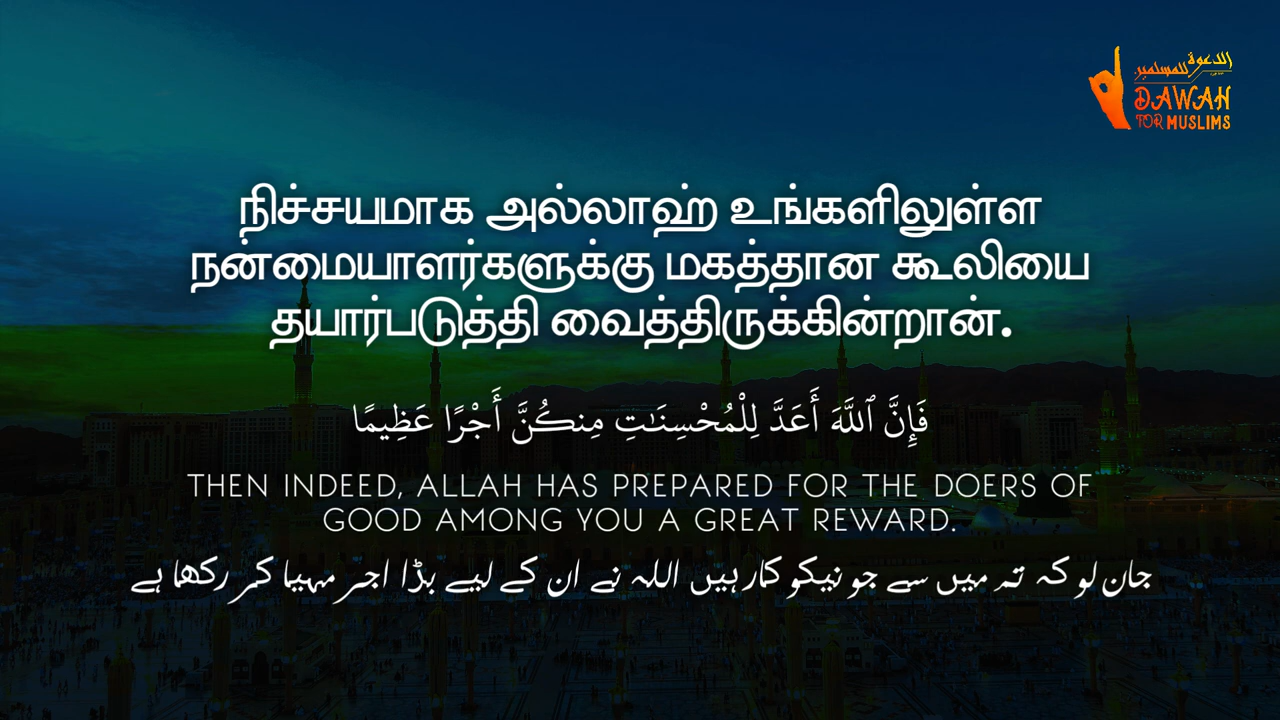 الدعوة للمسلمين
DAWAH
FOR MUSLIMS
நிச்சயமாக அல்லாஹ் உங்களிலுள்ள
நன்மையாளர்களுக்கு மகத்தான கூலியை
தயார்படுத்தி வைத்திருக்கின்றான்.
فَإِنَّ ٱللَّهَ أَعَدَّ لِلْمُحْسِنَـٰتِ مِنكُنَّ أَجْرًا عَظِيمًا
THEN INDEED, ALLAH HAS PREPARED FOR THE DOERS OF
GOOD AMONG YOU A GREAT REWARD.
جان لو کہ تم میں سے جو نیکو کار ہیں اللہ نے ان کے لیے بڑا اجر مہیا کر رکھا ہے